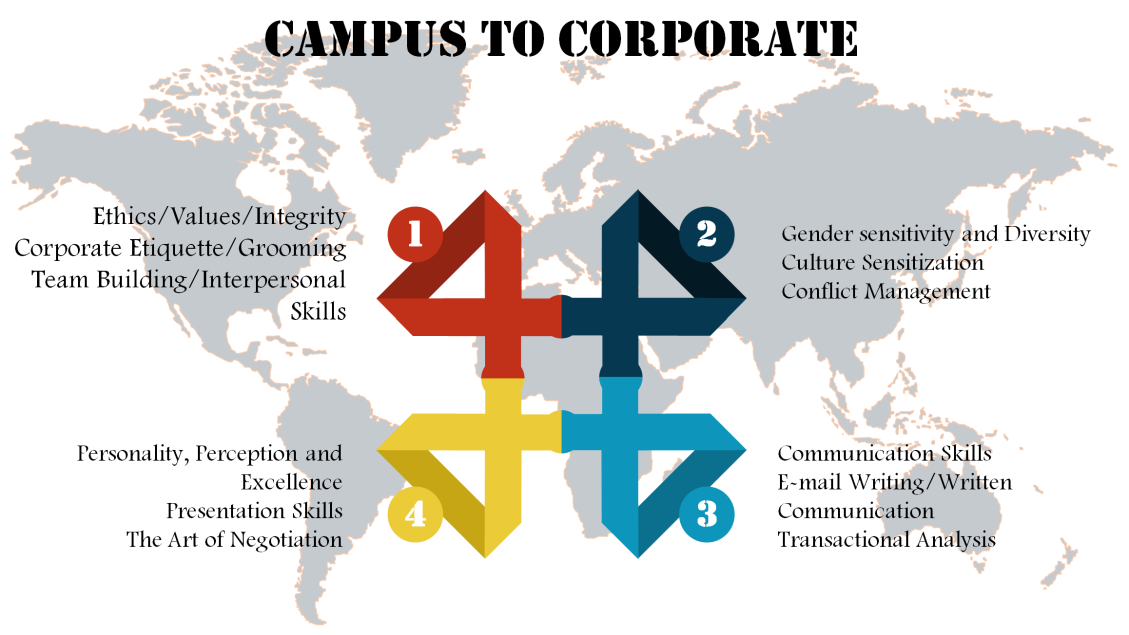 CAMPUS TO CORPORATE
1
Ethics/Values/Integrity
Corporate Etiquette/Grooming
Team Building/Interpersonal
Skills
2
Gender sensitivity and Diversity
Culture Sensitization
Conflict Management
Personality, Perception and
Excellence
Presentation Skills
The Art of Negotiation
4
3
Communication Skills
E-mail Writing/Written
Communication
Transactional Analysis